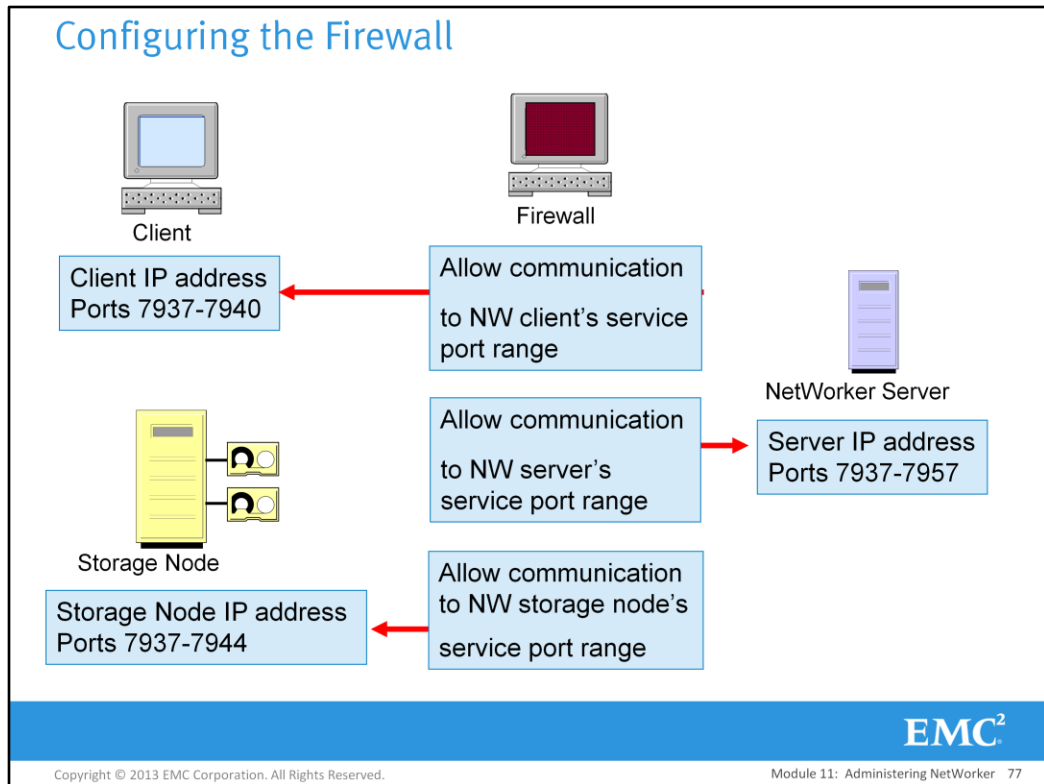 Configuring the Firewall
Client
Firewall
Client IP address
Ports 7937-7940
Allow communication
to NW client's service
port range
NetWorker Server
Allow communication
to NW server's
service port range
Server IP address
Ports 7937-7957
Storage Node
Storage Node IP address
Ports 7937-7944
Allow communication
to NW storage node's
service port range
EMC²
Copyright © 2013 EMC Corporation. All Rights Reserved.
Module 11: Administering NetWorker 77